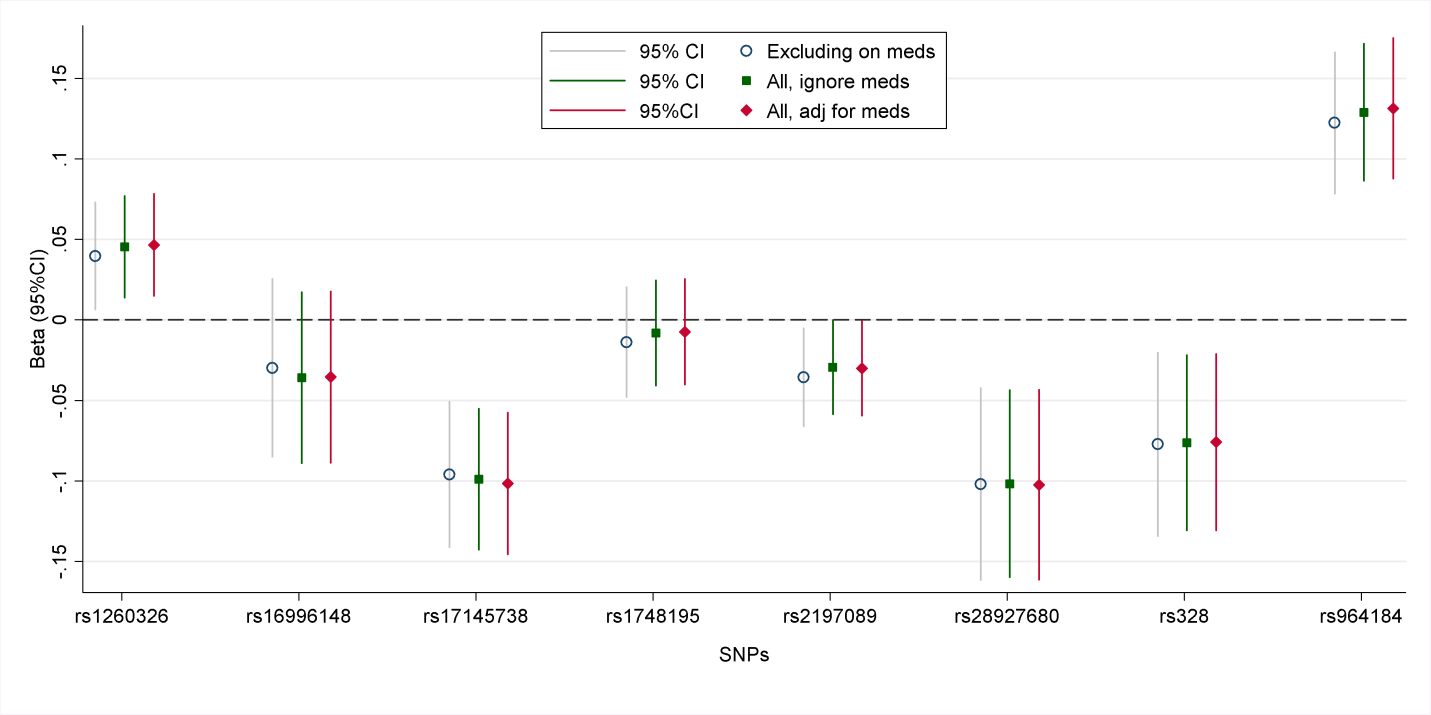 95% CI Excluding on meds
95% CI All, ignore meds
95%CI All, adj for meds
Beta (95%CI)
.15
.1
.05
0
-.05
-.1
-.15
rs1260326 rs16996148 rs17145738 rs1748195 rs2197089 rs28927680 rs328 rs964184
SNPs